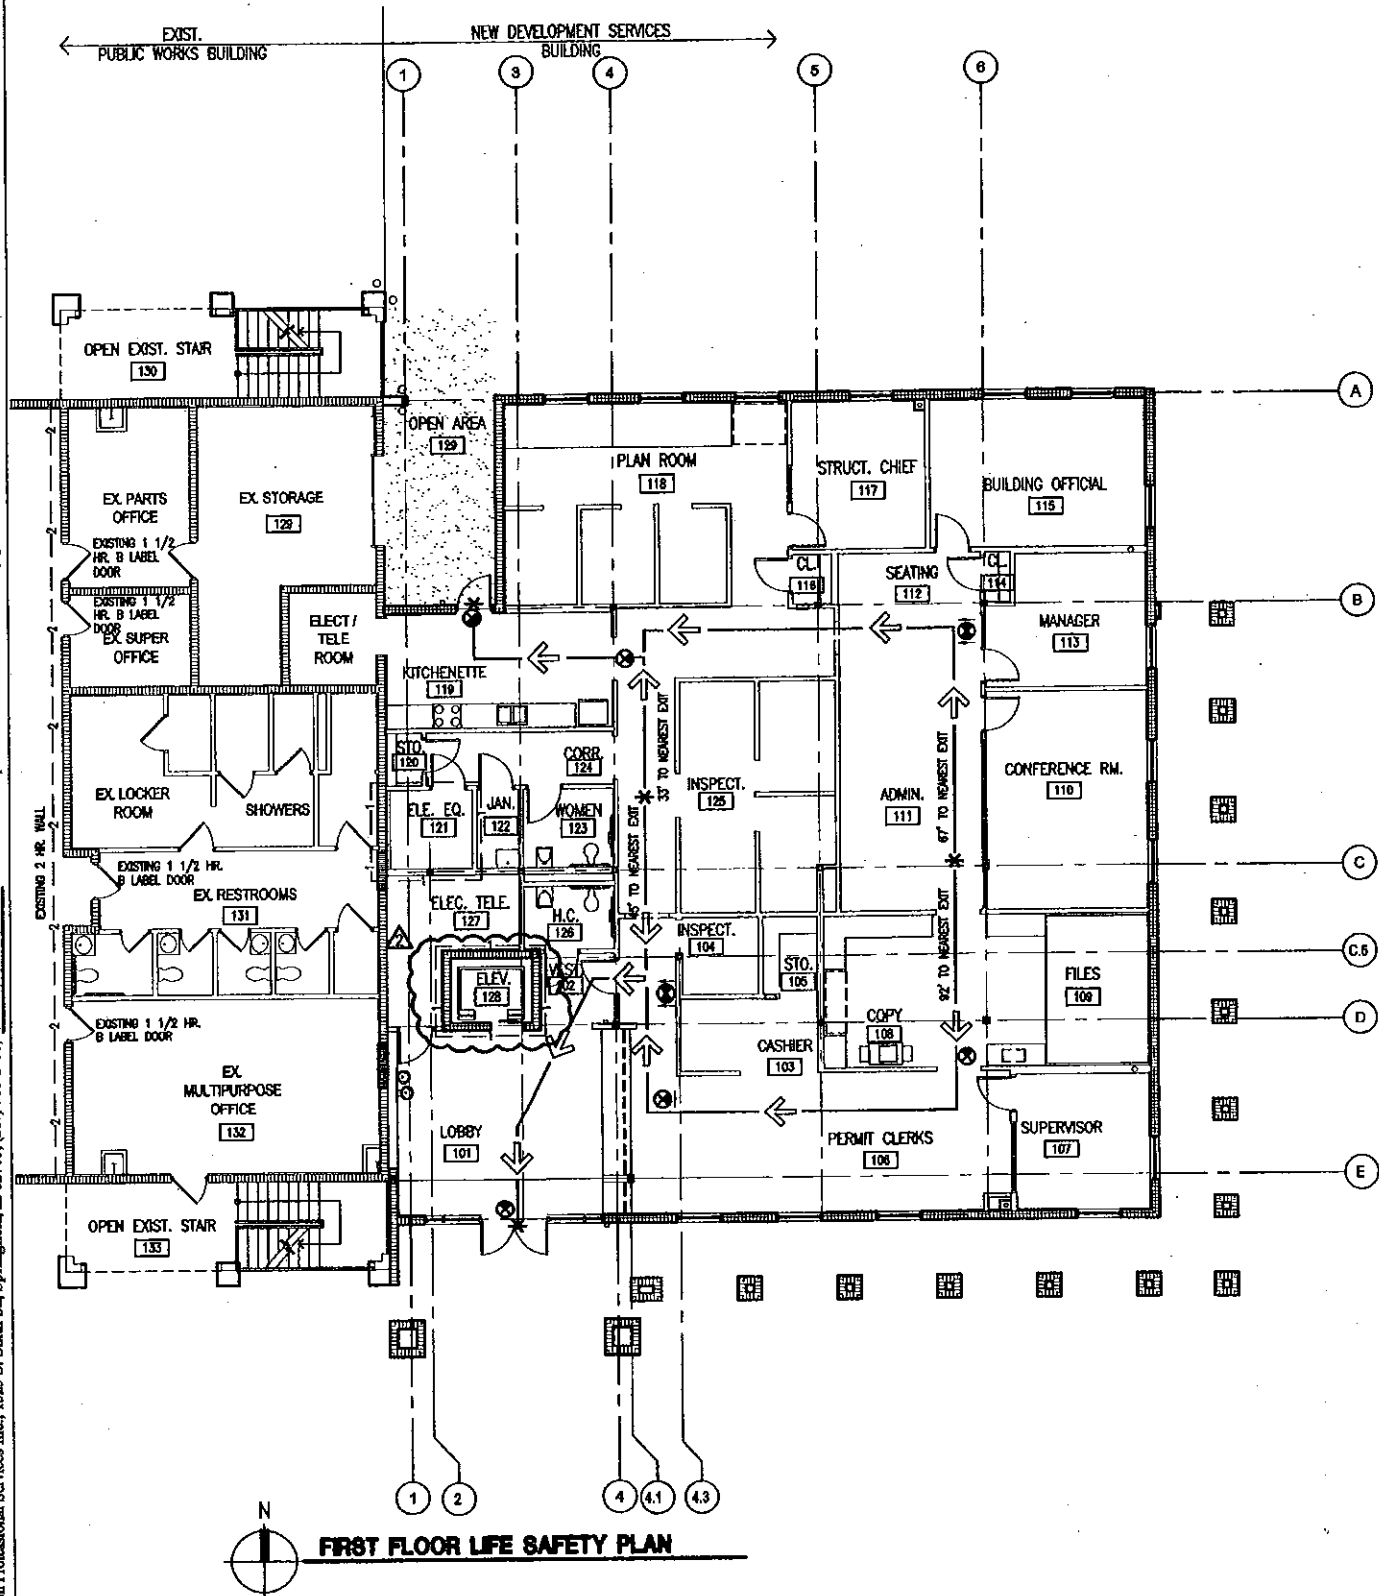 EXIST.
PUBLIC WORKS BUILDING
NEW DEVELOPMENT SERVICES
BUILDING
1
3
4
5
6
OPEN EXIST. STAIR
130
A
OPEN AREA
129
PLAN ROOM
118
STRUCT. CHIEF
117
BUILDING OFFICIAL
115
EX. PARTS
OFFICE
EX. STORAGE
129
EXISTING 1 1/2
HR. B LABEL
DOOR
EXISTING 1 1/2
HR. B LABEL
DOOR
EX. SUPER
OFFICE
ELECT/
TELE
ROOM
CL.
116
SEATING
112
CL.
114
B
MANAGER
113
KITCHENETTE
119
33' TO NEAREST EXIT
67' TO NEAREST EXIT
STO.
120
CORR.
124
INSPECT.
125
ADMIN.
111
CONFERENCE RM.
110
EX. LOCKER
ROOM
SHOWERS
ELE. EQ.
121
JAN.
122
WOMEN
123
EXISTING 2 HR. WALL
2
2
2
2
2
2
2
EXISTING 1 1/2 HR.
B LABEL DOOR
C
EX. RESTROOMS
131
ELEC. TELE.
127
H.C.
126
TO NEAREST EXIT
92' TO NEAREST EXIT
2
INSPECT.
104
C.5
ELEV.
128
VEST.
102
STO.
105
FILES
109
EXISTING 1 1/2 HR.
B LABEL DOOR
COPY
108
D
CASHIER
103
EX.
MULTIPURPOSE
OFFICE
132
LOBBY
101
PERMIT CLERKS
106
SUPERVISOR
107
E
OPEN EXIST. STAIR
133
1
2
4
4.1
4.3
N
FIRST FLOOR LIFE SAFETY PLAN